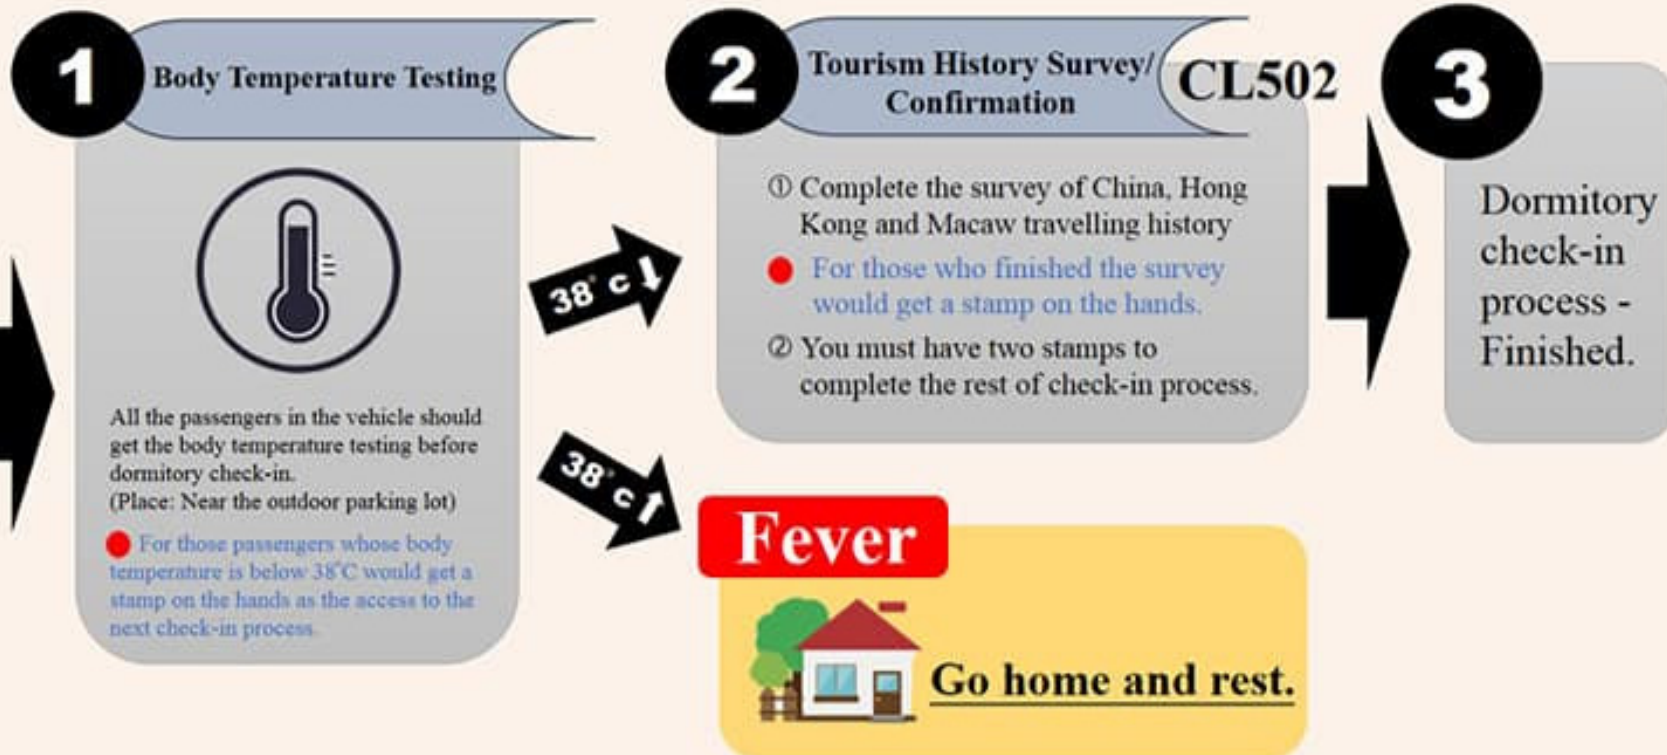 1
Body Temperature Testing
All the passengers in the vehicle should
get the body temperature testing before
dormitory check-in.
(Place: Near the outdoor parking lot)
For those passengers whose body
temperature is below 38°C would get a
stamp on the hands as the access to the
next check-in process.
38°c↓
38°c↑
2
Tourism History Survey/
Confirmation
CL502
① Complete the survey of China, Hong
Kong and Macaw travelling history
For those who finished the survey
would get a stamp on the hands.
② You must have two stamps to
complete the rest of check-in process.
Fever
Go home and rest.
3
Dormitory
check-in
process -
Finished.